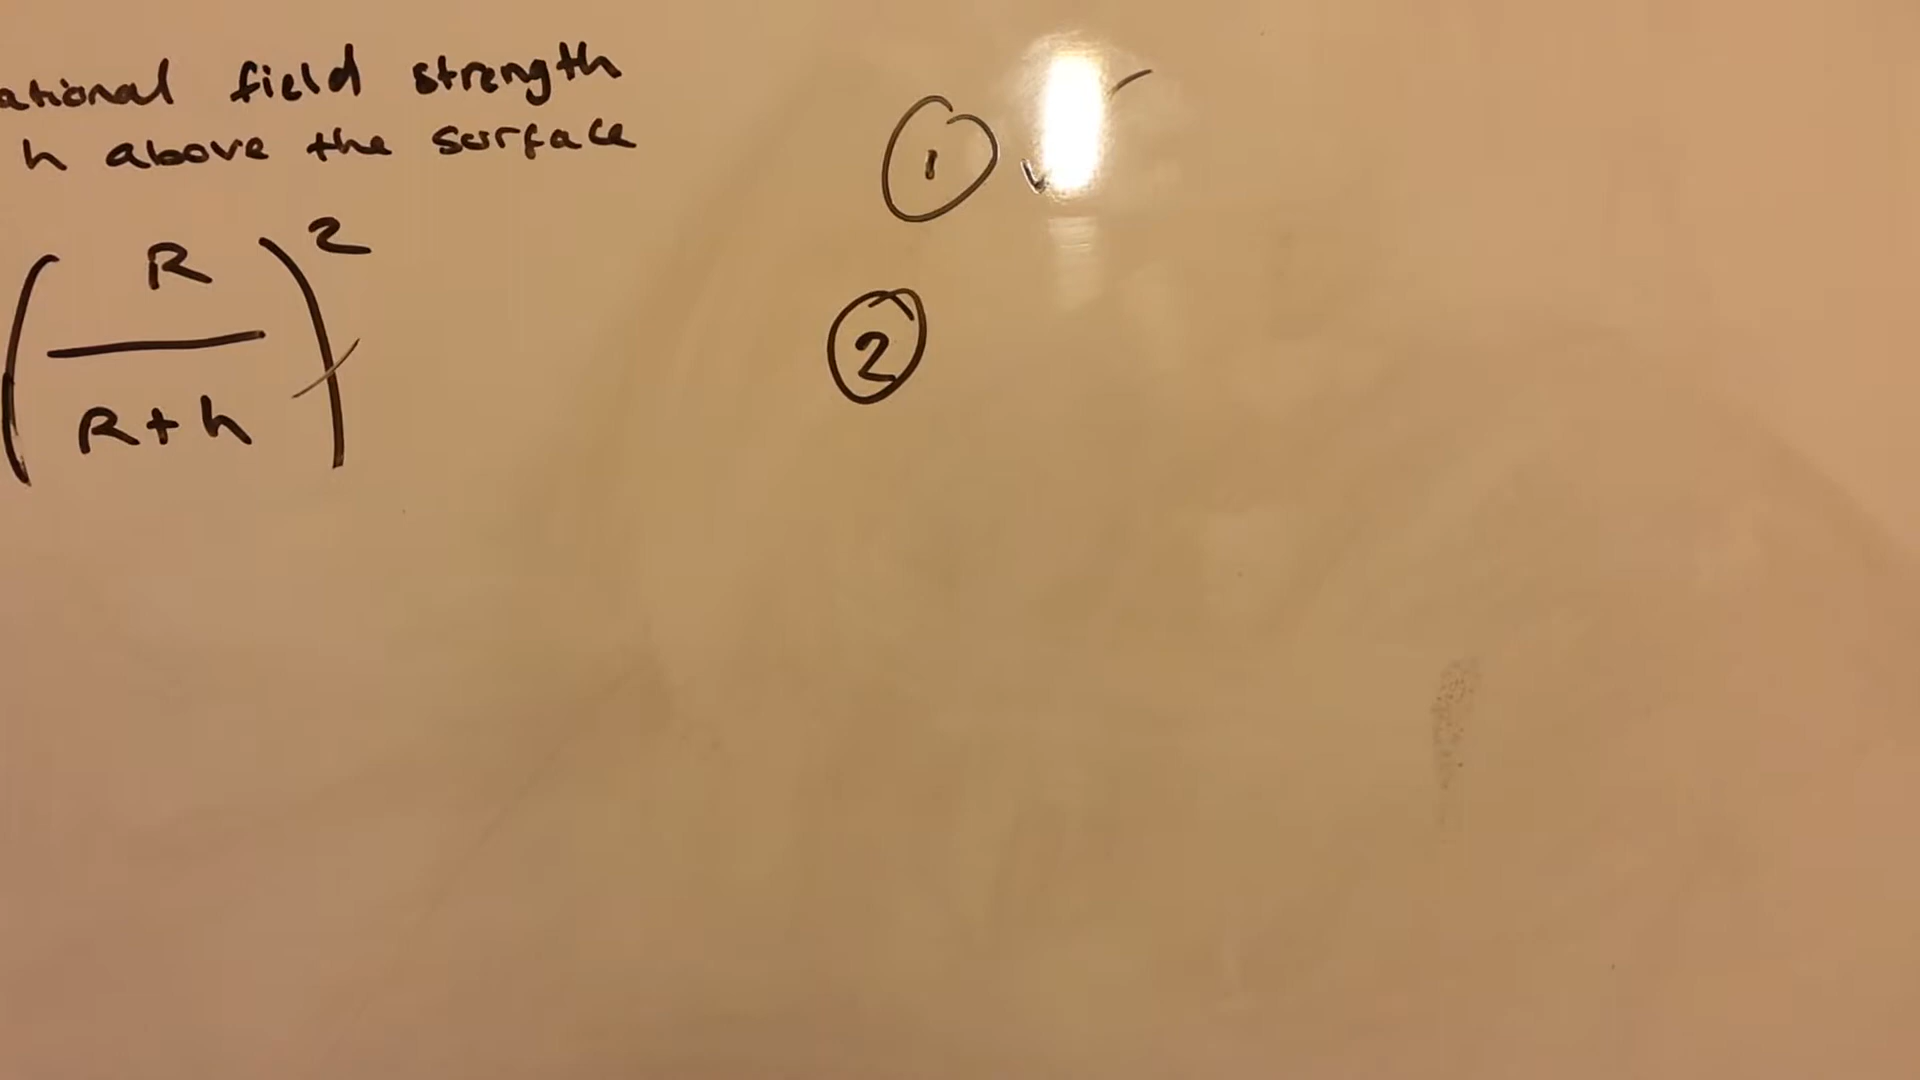 ational field strength
h above the surface
(R / R+h)²
①
②